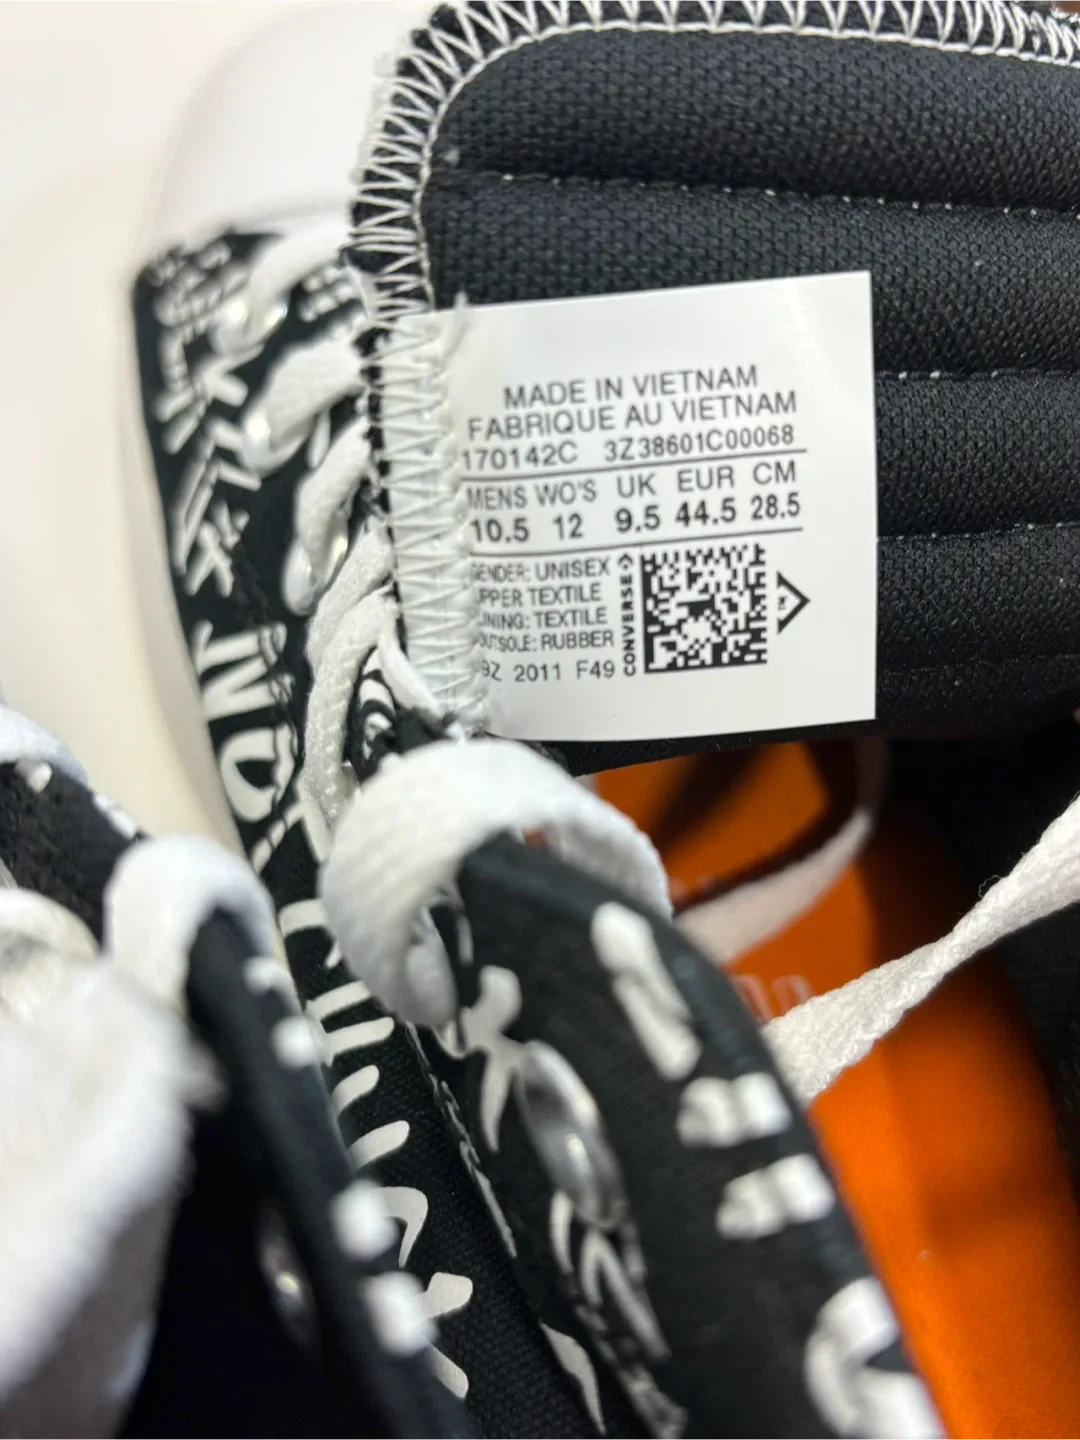 MADE IN VIETNAM
FABRIQUE AU VIETNAM
170142C 3Z38601C00068
MENS WO'S UK EUR CM
10.5 12 9.5 44.5 28.5
GENDER: UNISEX
UPPER TEXTILE
LINING: TEXTILE
OUTSOLE: RUBBER
2011 F49
CONVERSE
NOT